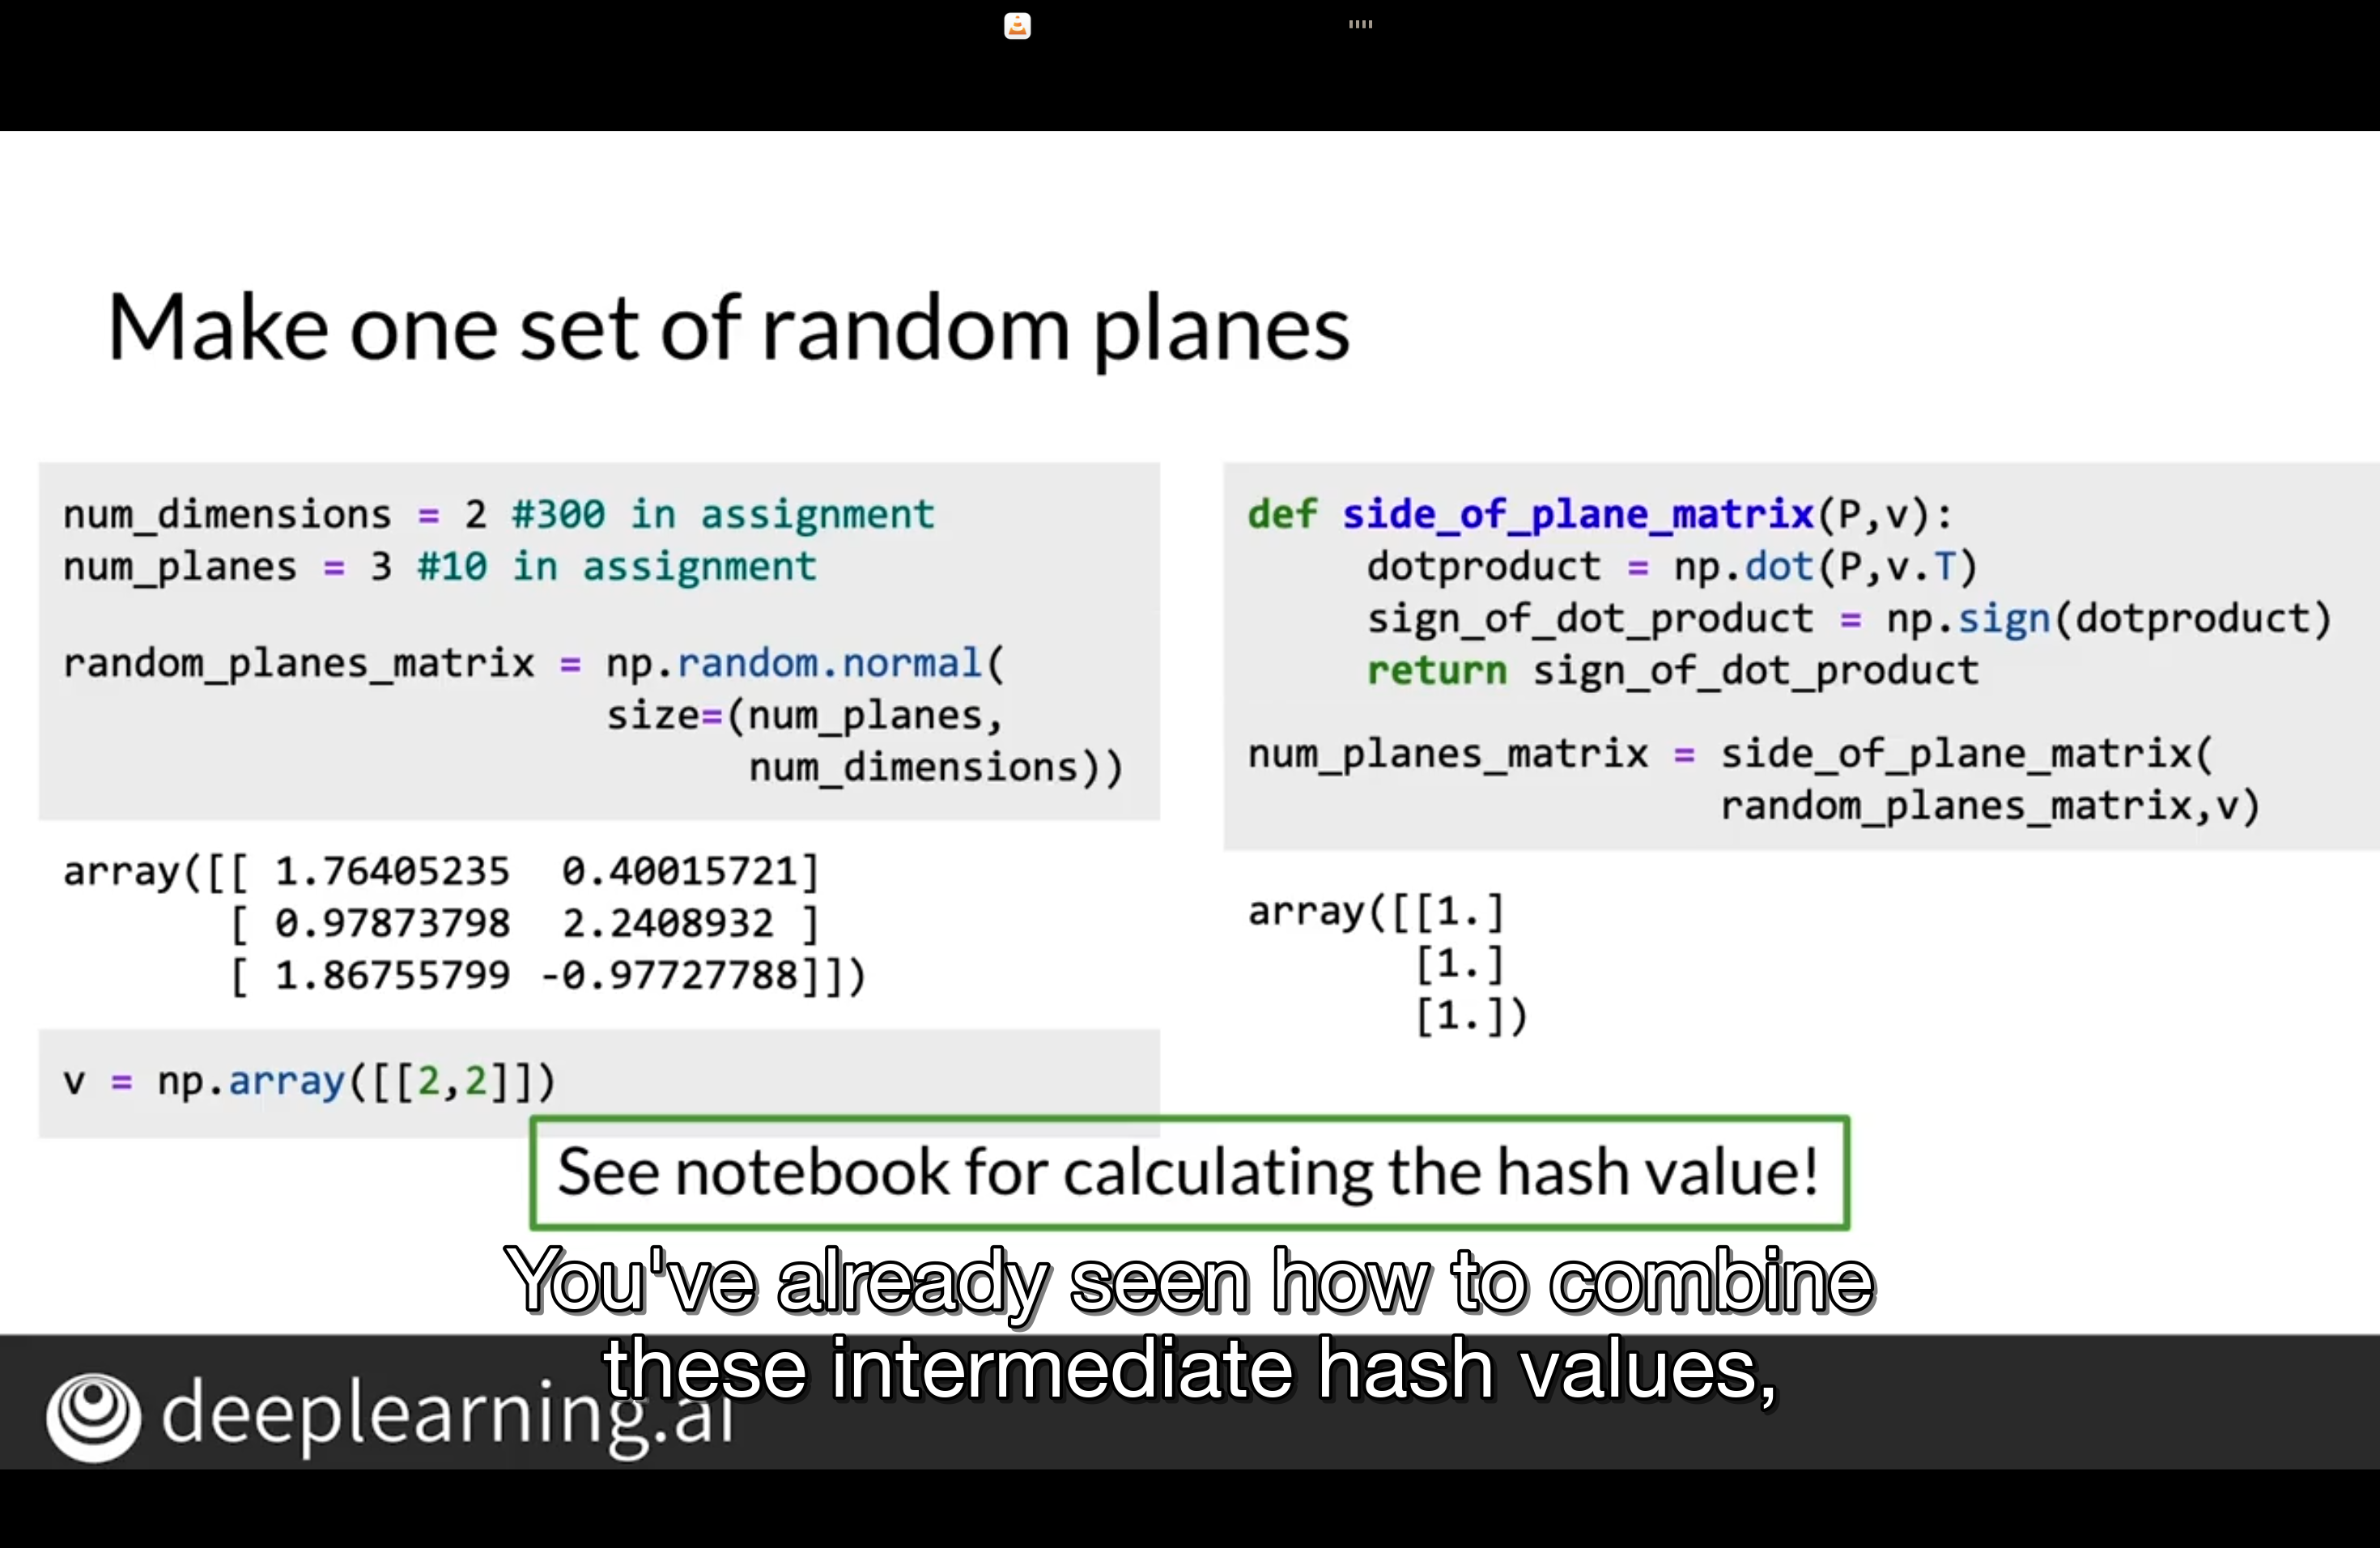 Make one set of random planes
num_dimensions = 2 #300 in assignment
num_planes = 3 #10 in assignment
random_planes_matrix = np.random.normal(
size=(num_planes,
num_dimensions))
array([[ 1.76405235 0.40015721]
[ 0.97873798 2.2408932 ]
[ 1.86755799 -0.97727788]])
v = np.array([[2,2]])
def side_of_plane_matrix(P,v):
dotproduct = np.dot(P,v.T)
sign_of_dot_product = np.sign(dotproduct)
return sign_of_dot_product
num_planes_matrix = side_of_plane_matrix(
random_planes_matrix,v)
array([[1.]
[1.]
[1.])
See notebook for calculating the hash value!
You've already seen how to combine
these intermediate hash values,
deeplearning.ai